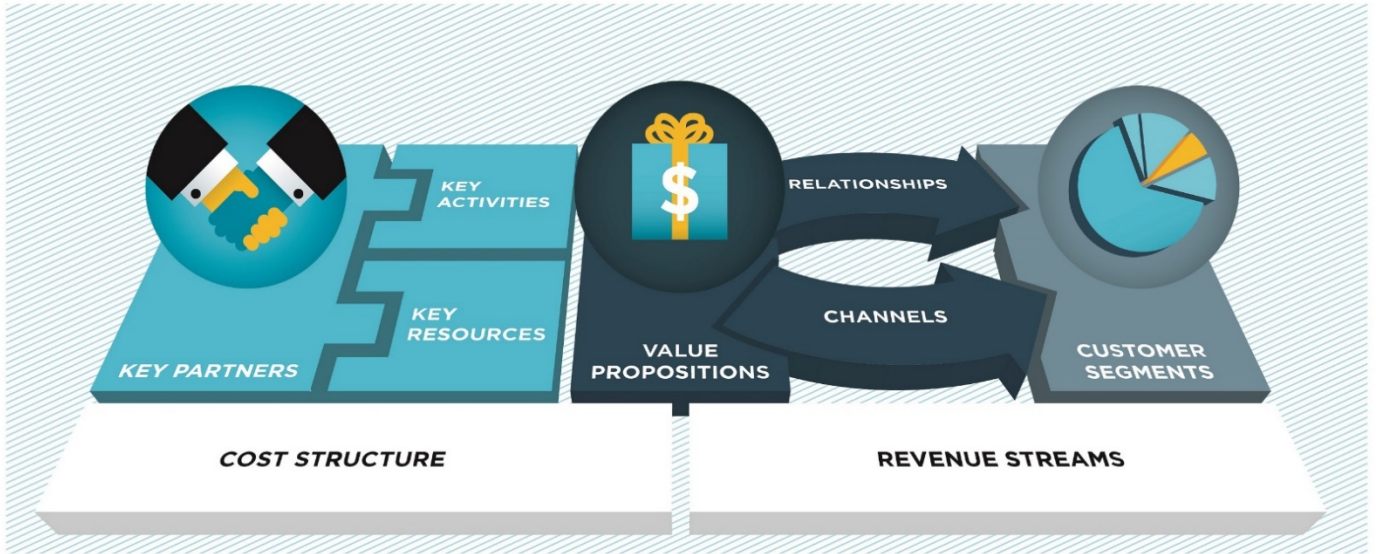 KEY
ACTIVITIES
RELATIONSHIPS
KEY
RESOURCES
CHANNELS
KEY PARTNERS
VALUE
PROPOSITIONS
CUSTOMER
SEGMENTS
COST STRUCTURE
REVENUE STREAMS
$